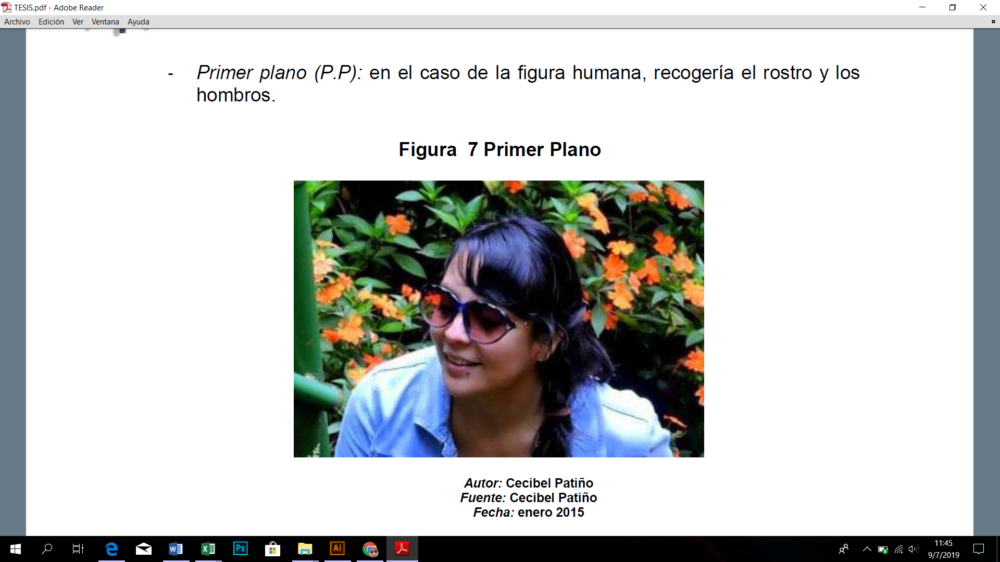 TESIS.pdf - Adobe Reader
Archivo Edición Ver Ventana Ayuda
- Primer plano (P.P): en el caso de la figura humana, recogería el rostro y los
hombros.
Figura 7 Primer Plano
Autor: Cecibel Patiño
Fuente: Cecibel Patiño
Fecha: enero 2015
Ps
Ai
11:45
9/7/2019